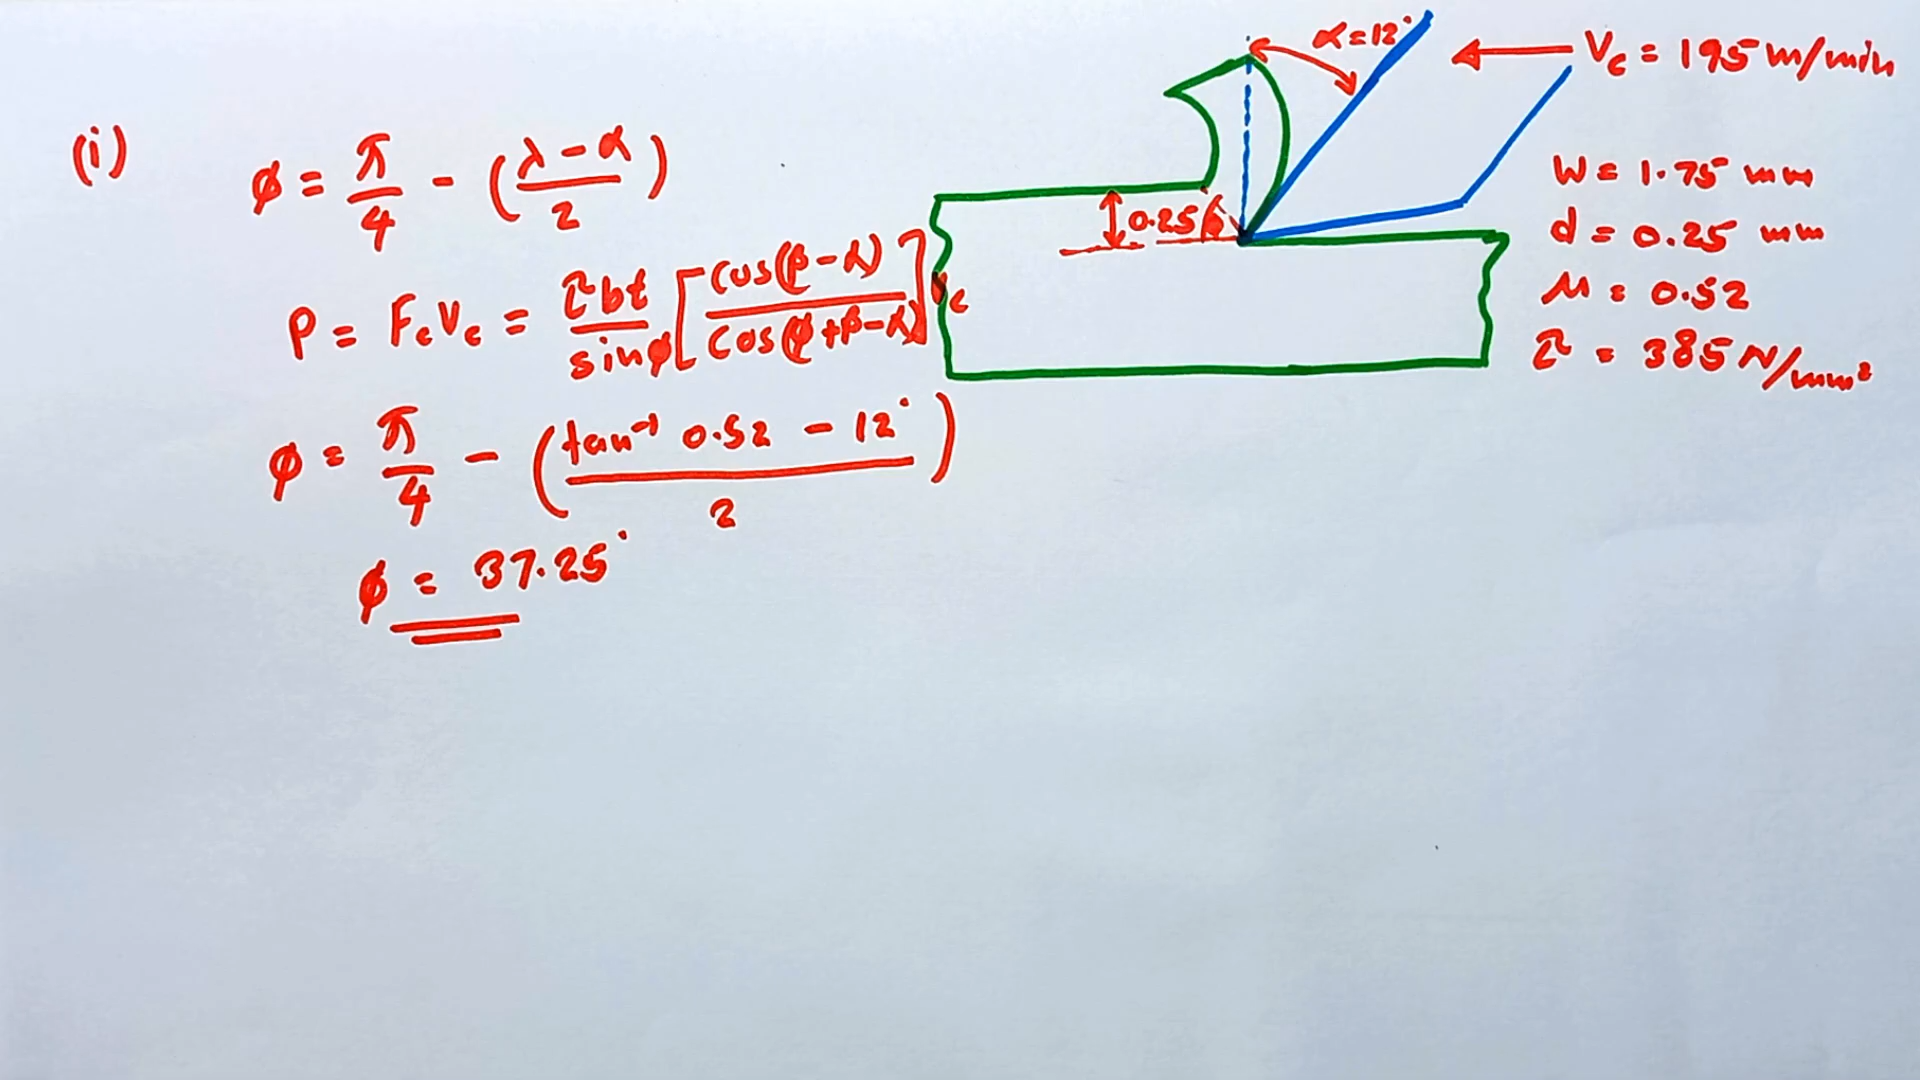 (i)
φ = π/4 - (λ - α / 2)
P = FcVc = τbt/sinφ [cos(β - α) / cos(φ + β - α)] Vc
φ = π/4 - (tan⁻¹ 0.52 - 12° / 2)
φ = 37.25°
α = 12°
Vc = 195 m/min
0.25
φ
W = 1.75 mm
d = 0.25 mm
μ = 0.52
τ = 385 N/mm²